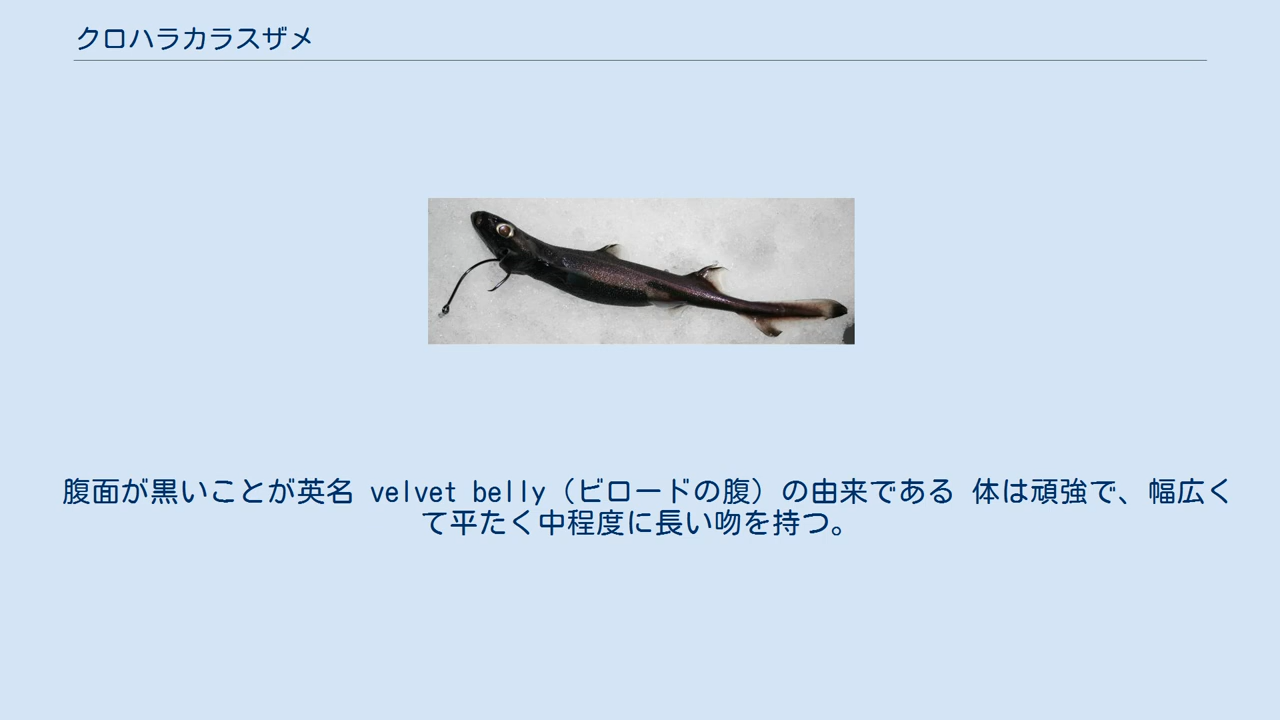 クロハラカラスザメ
腹面が黒いことが英名 velvet belly（ビロードの腹）の由来である 体は頑強で、幅広く
て平たく中程度に長い吻を持つ。